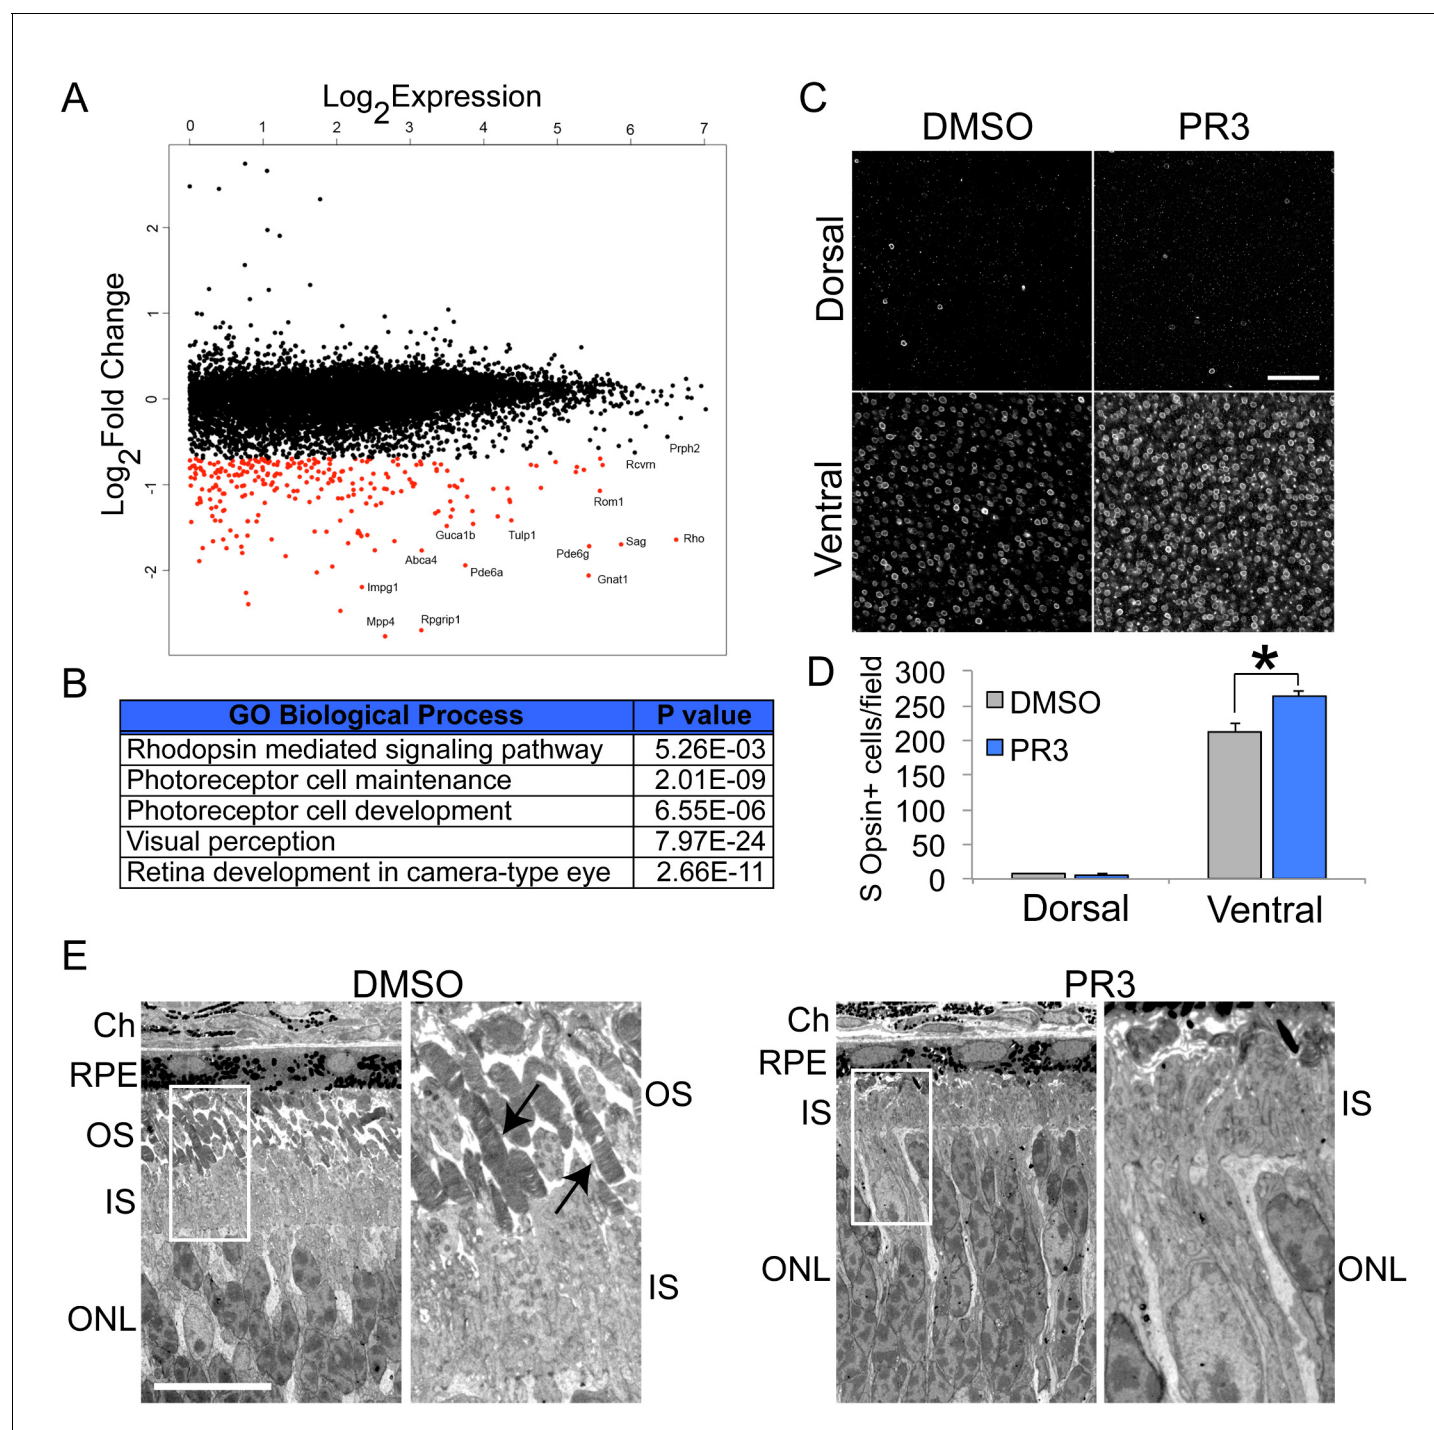 A
Log2Expression
0 1 2 3 4 5 6 7
Log2Fold Change
2
1
0
-1
-2
Prph2
Rcvrn
Rom1
Guca1b
Tulp1
Rho
Sag
Pde6g
Abca4
Pde6a
Gnat1
Impg1
Mpp4
Rpgrip1
B
GO Biological Process P value
Rhodopsin mediated signaling pathway 5.26E-03
Photoreceptor cell maintenance 2.01E-09
Photoreceptor cell development 6.55E-06
Visual perception 7.97E-24
Retina development in camera-type eye 2.66E-11
C
DMSO PR3
Dorsal
Ventral
D
S Opsin+ cells/field
300
250
200
150
100
50
0
DMSO
PR3
*
Dorsal Ventral
E
DMSO
Ch
RPE
OS
IS
ONL
OS
IS
PR3
Ch
RPE
IS
ONL
IS
ONL